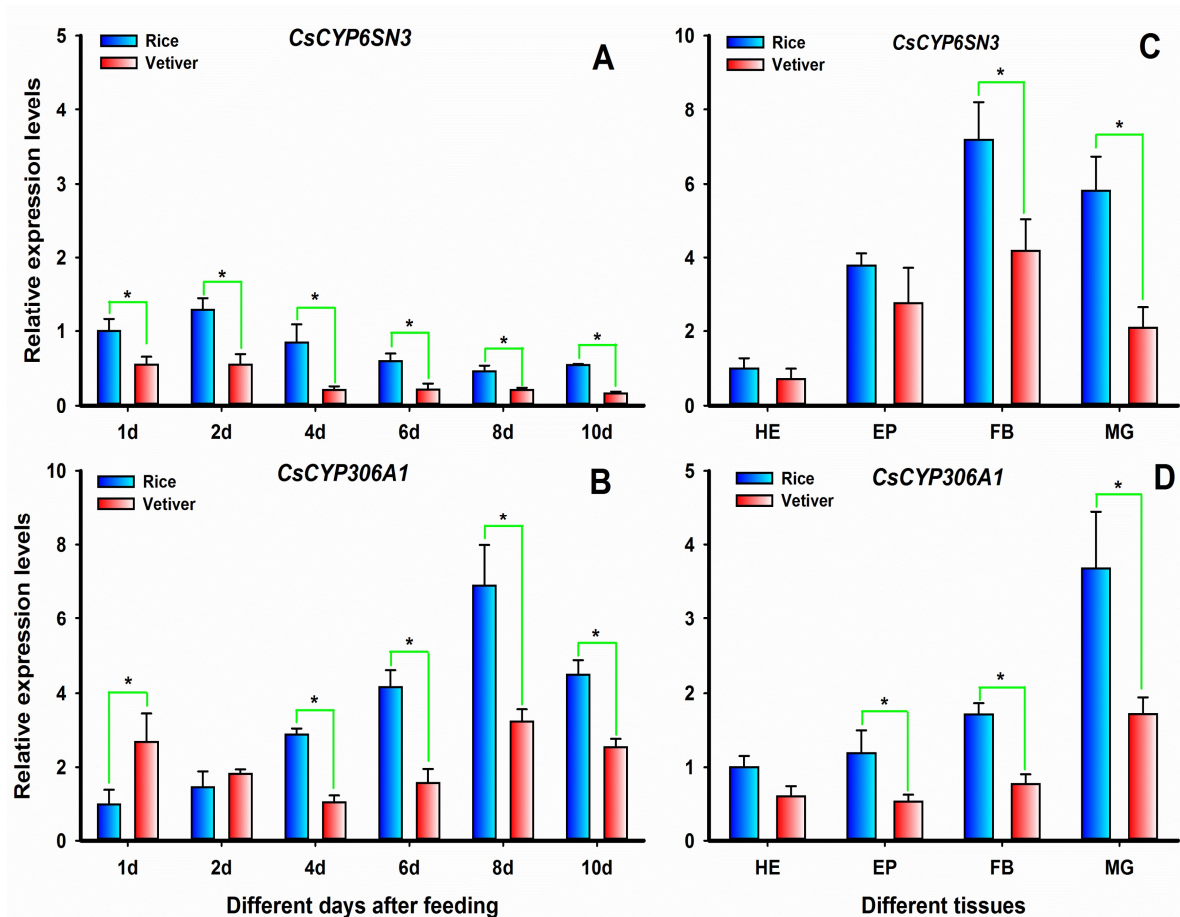 CsCYP6SN3
A
Rice
Vetiver
Relative expression levels
5
4
3
2
1
0
*
*
*
*
*
*
1d 2d 4d 6d 8d 10d
CsCYP6SN3
C
Rice
Vetiver
10
8
6
4
2
0
*
*
HE EP FB MG
CsCYP306A1
B
Rice
Vetiver
Relative expression levels
10
8
6
4
2
0
*
*
*
*
*
1d 2d 4d 6d 8d 10d
Different days after feeding
CsCYP306A1
D
Rice
Vetiver
5
4
3
2
1
0
*
*
*
HE EP FB MG
Different tissues